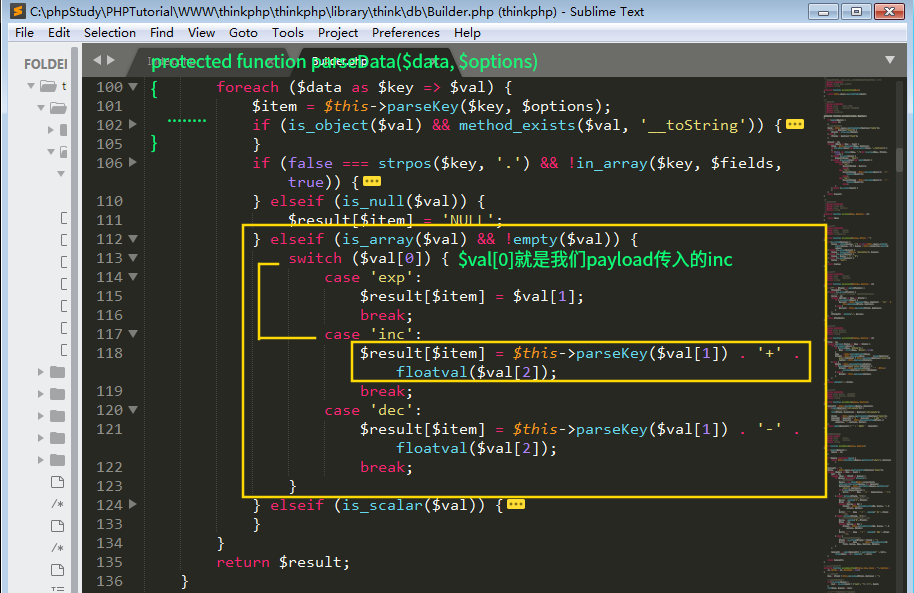 C:\phpStudy\PHPTutorial\WWW\thinkphp\thinkphp\library\think\db\Builder.php (thinkphp) - Sublime Text
File Edit Selection Find View Goto Tools Project Preferences Help
FOLDEI
Builder.php
protected function parseData($data, $options)
t
100 { foreach ($data as $key => $val) {
101 $item = $this->parseKey($key, $options);
102 ........ if (is_object($val) && method_exists($val, '__toString')) {
105 } }
106 if (false === strpos($key, '.') && !in_array($key, $fields,
true)) {
110 } elseif (is_null($val)) {
111 $result[$item] = 'NULL';
112 } elseif (is_array($val) && !empty($val)) {
113 switch ($val[0]) { $val[0]就是我们payload传入的inc
114 case 'exp':
115 $result[$item] = $val[1];
116 break;
117 case 'inc':
118 $result[$item] = $this->parseKey($val[1]) . '+' .
floatval($val[2]);
119 break;
120 case 'dec':
121 $result[$item] = $this->parseKey($val[1]) . '-' .
floatval($val[2]);
122 break;
123 }
124 } elseif (is_scalar($val)) {
133 }
134 }
135 return $result;
136 }
/*
/*